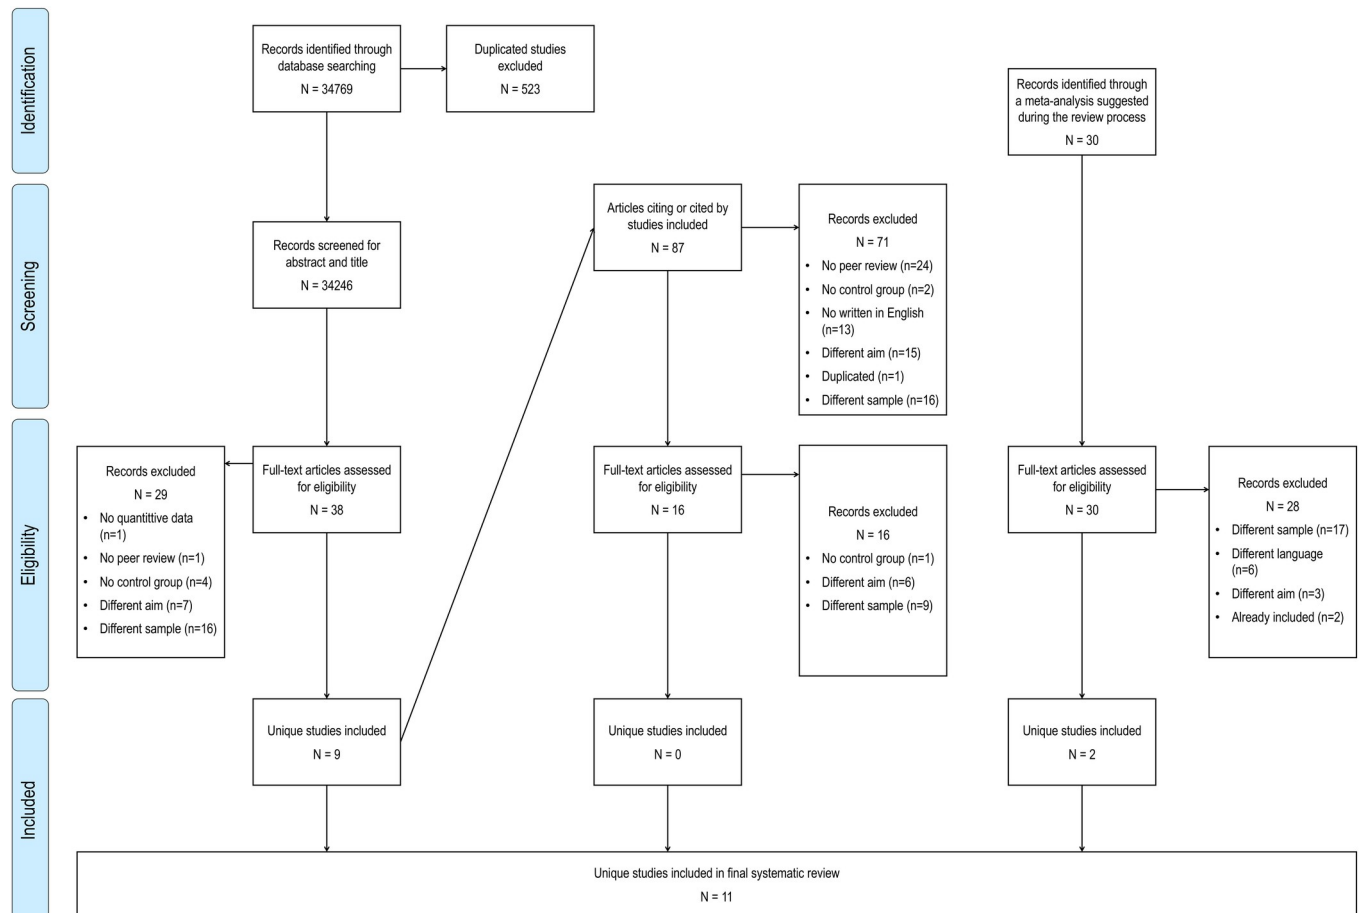 Identification
Records identified through
database searching
N = 34769
Duplicated studies
excluded
N = 523
Records identified through
a meta-analysis suggested
during the review process
N = 30
Screening
Records screened for
abstract and title
N = 34246
Articles citing or cited by
studies included
N = 87
Records excluded
N = 71
• No peer review (n=24)
• No control group (n=2)
• No written in English
(n=13)
• Different aim (n=15)
• Duplicated (n=1)
• Different sample (n=16)
Eligibility
Records excluded
N = 29
• No quantittive data
(n=1)
• No peer review (n=1)
• No control group (n=4)
• Different aim (n=7)
• Different sample (n=16)
Full-text articles assessed
for eligibility
N = 38
Full-text articles assessed
for eligibility
N = 16
Records excluded
N = 16
• No control group (n=1)
• Different aim (n=6)
• Different sample (n=9)
Full-text articles assessed
for eligibility
N = 30
Records excluded
N = 28
• Different sample (n=17)
• Different language
(n=6)
• Different aim (n=3)
• Already included (n=2)
Included
Unique studies included
N = 9
Unique studies included
N = 0
Unique studies included
N = 2
Unique studies included in final systematic review
N = 11